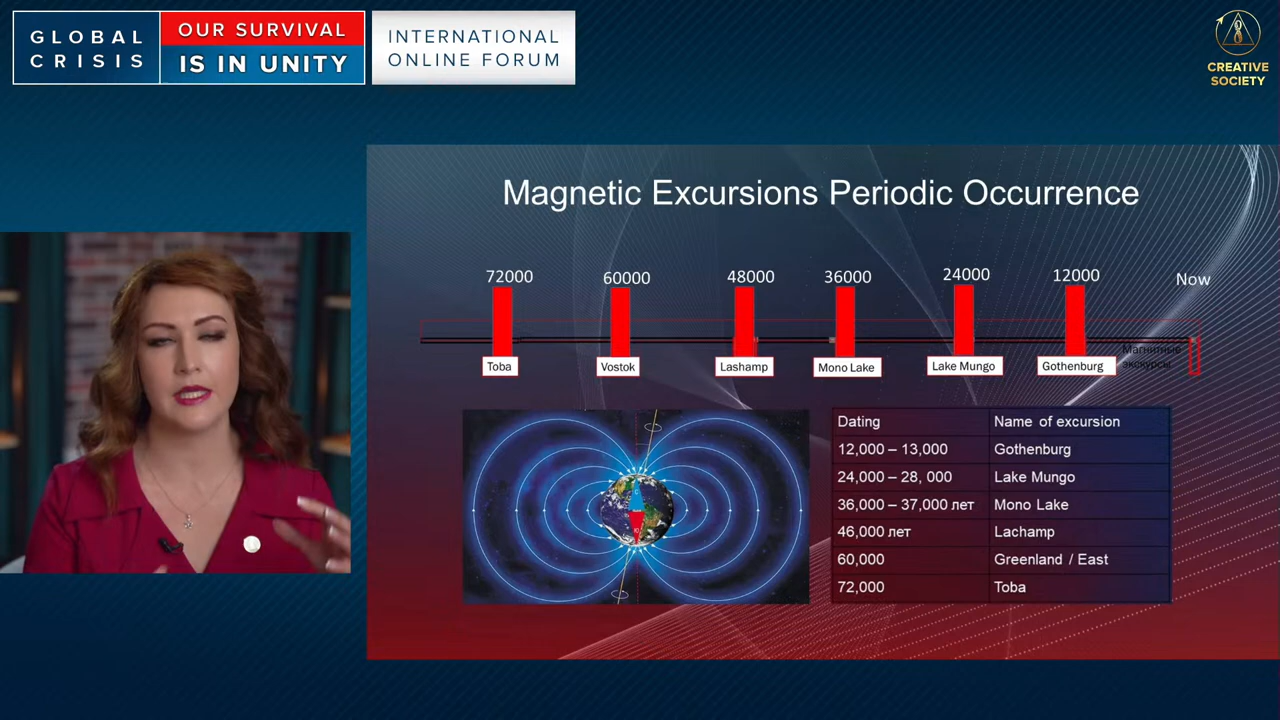 GLOBAL
CRISIS
OUR SURVIVAL
IS IN UNITY
INTERNATIONAL
ONLINE FORUM
CREATIVE
SOCIETY
Magnetic Excursions Periodic Occurrence
72000
60000
48000
36000
24000
12000
Now
Toba
Vostok
Lashamp
Mono Lake
Lake Mungo
Gothenburg
Магнитные
экскурсы
Dating Name of excursion
12,000 – 13,000 Gothenburg
24,000 – 28, 000 Lake Mungo
36,000 – 37,000 лет Mono Lake
46,000 лет Lachamp
60,000 Greenland / East
72,000 Toba